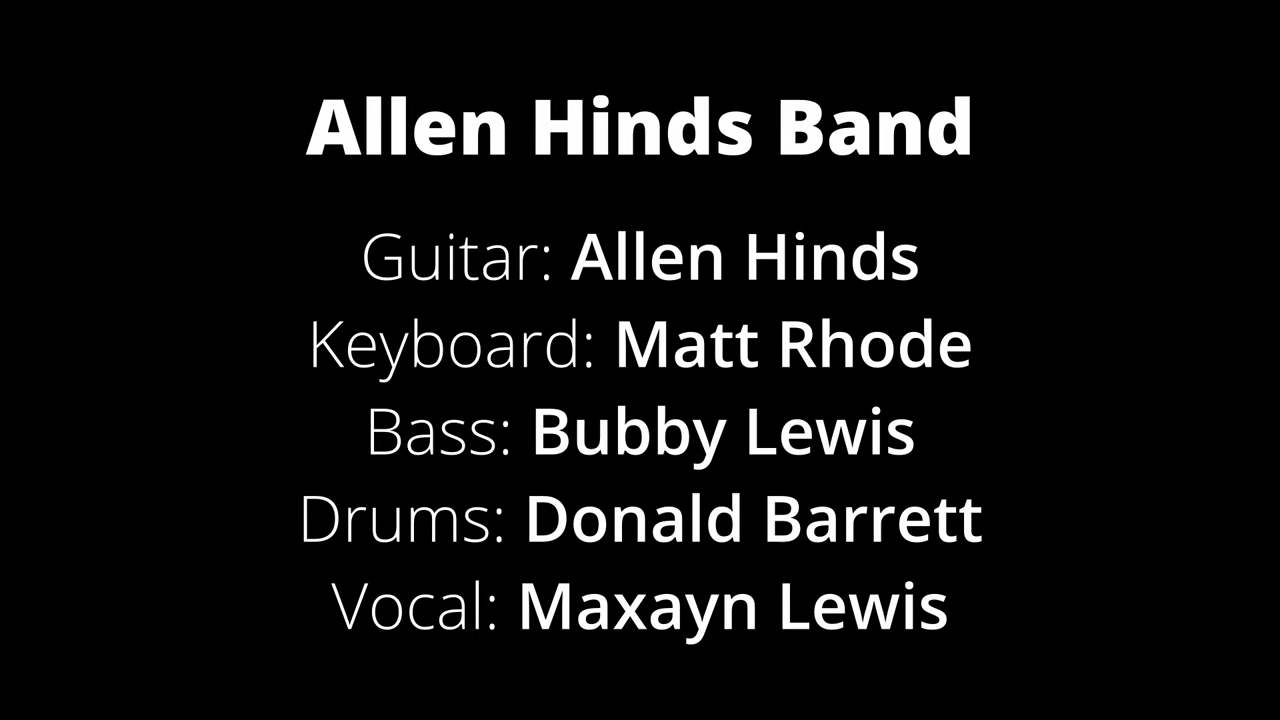 Allen Hinds Band
Guitar: Allen Hinds
Keyboard: Matt Rhode
Bass: Bubby Lewis
Drums: Donald Barrett
Vocal: Maxayn Lewis